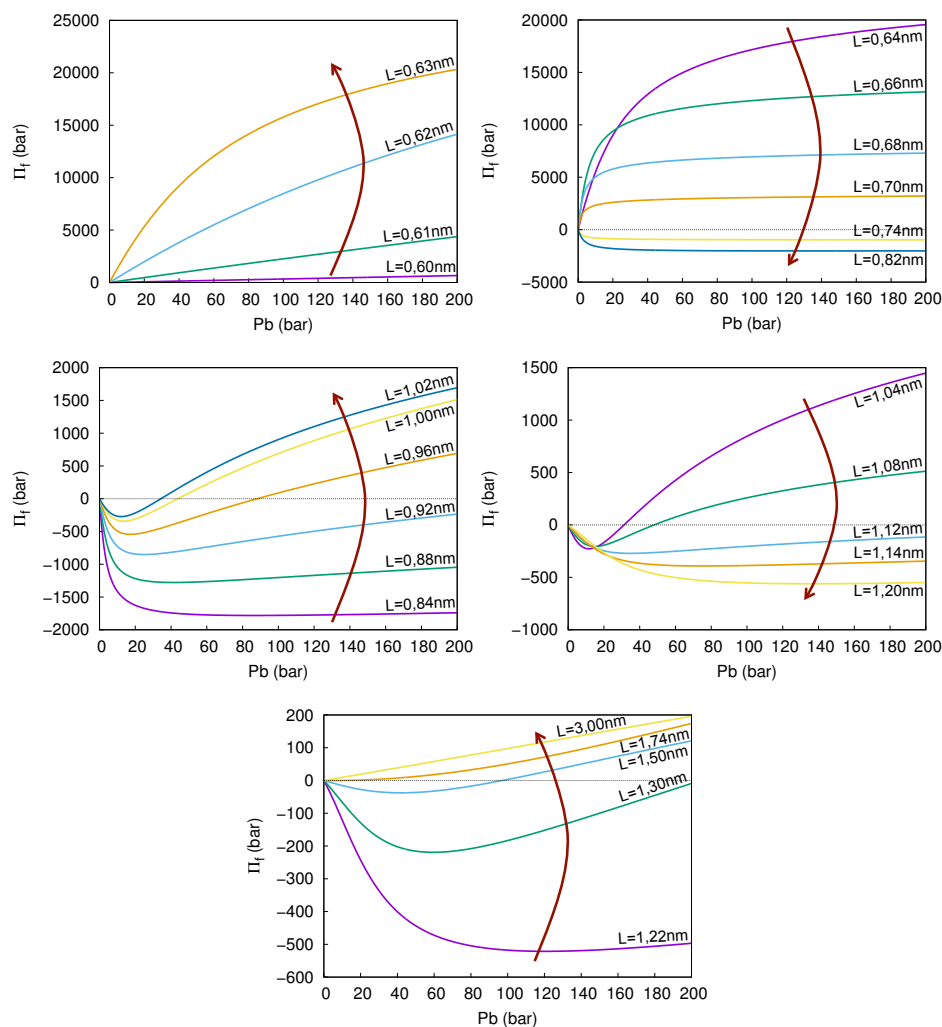 25000
20000
15000
10000
5000
0
Πf (bar)
0 20 40 60 80 100 120 140 160 180 200
Pb (bar)
L=0,63nm
L=0,62nm
L=0,61nm
L=0,60nm
20000
15000
10000
5000
0
−5000
Πf (bar)
0 20 40 60 80 100 120 140 160 180 200
Pb (bar)
L=0,64nm
L=0,66nm
L=0,68nm
L=0,70nm
L=0,74nm
L=0,82nm
2000
1500
1000
500
0
−500
−1000
−1500
−2000
Πf (bar)
0 20 40 60 80 100 120 140 160 180 200
Pb (bar)
L=1,02nm
L=1,00nm
L=0,96nm
L=0,92nm
L=0,88nm
L=0,84nm
1500
1000
500
0
−500
−1000
Πf (bar)
0 20 40 60 80 100 120 140 160 180 200
Pb (bar)
L=1,04nm
L=1,08nm
L=1,12nm
L=1,14nm
L=1,20nm
200
100
0
−100
−200
−300
−400
−500
−600
Πf (bar)
0 20 40 60 80 100 120 140 160 180 200
Pb (bar)
L=3,00nm
L=1,74nm
L=1,50nm
L=1,30nm
L=1,22nm